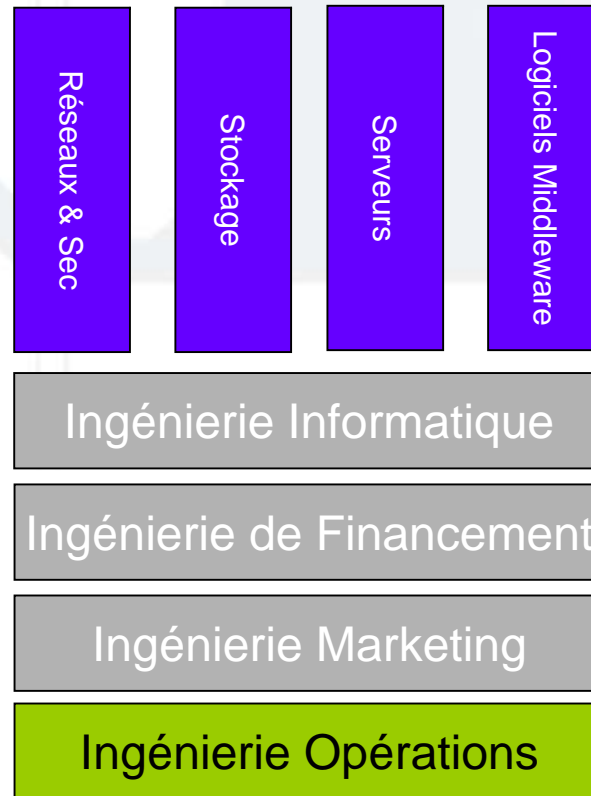 Réseaux & Sec
Stockage
Serveurs
Logiciels Middleware
Ingénierie Informatique
Ingénierie de Financement
Ingénierie Marketing
Ingénierie Opérations